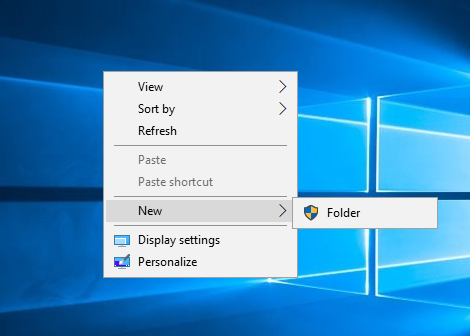 View
Sort by
Refresh
Paste
Paste shortcut
New
Folder
Display settings
Personalize